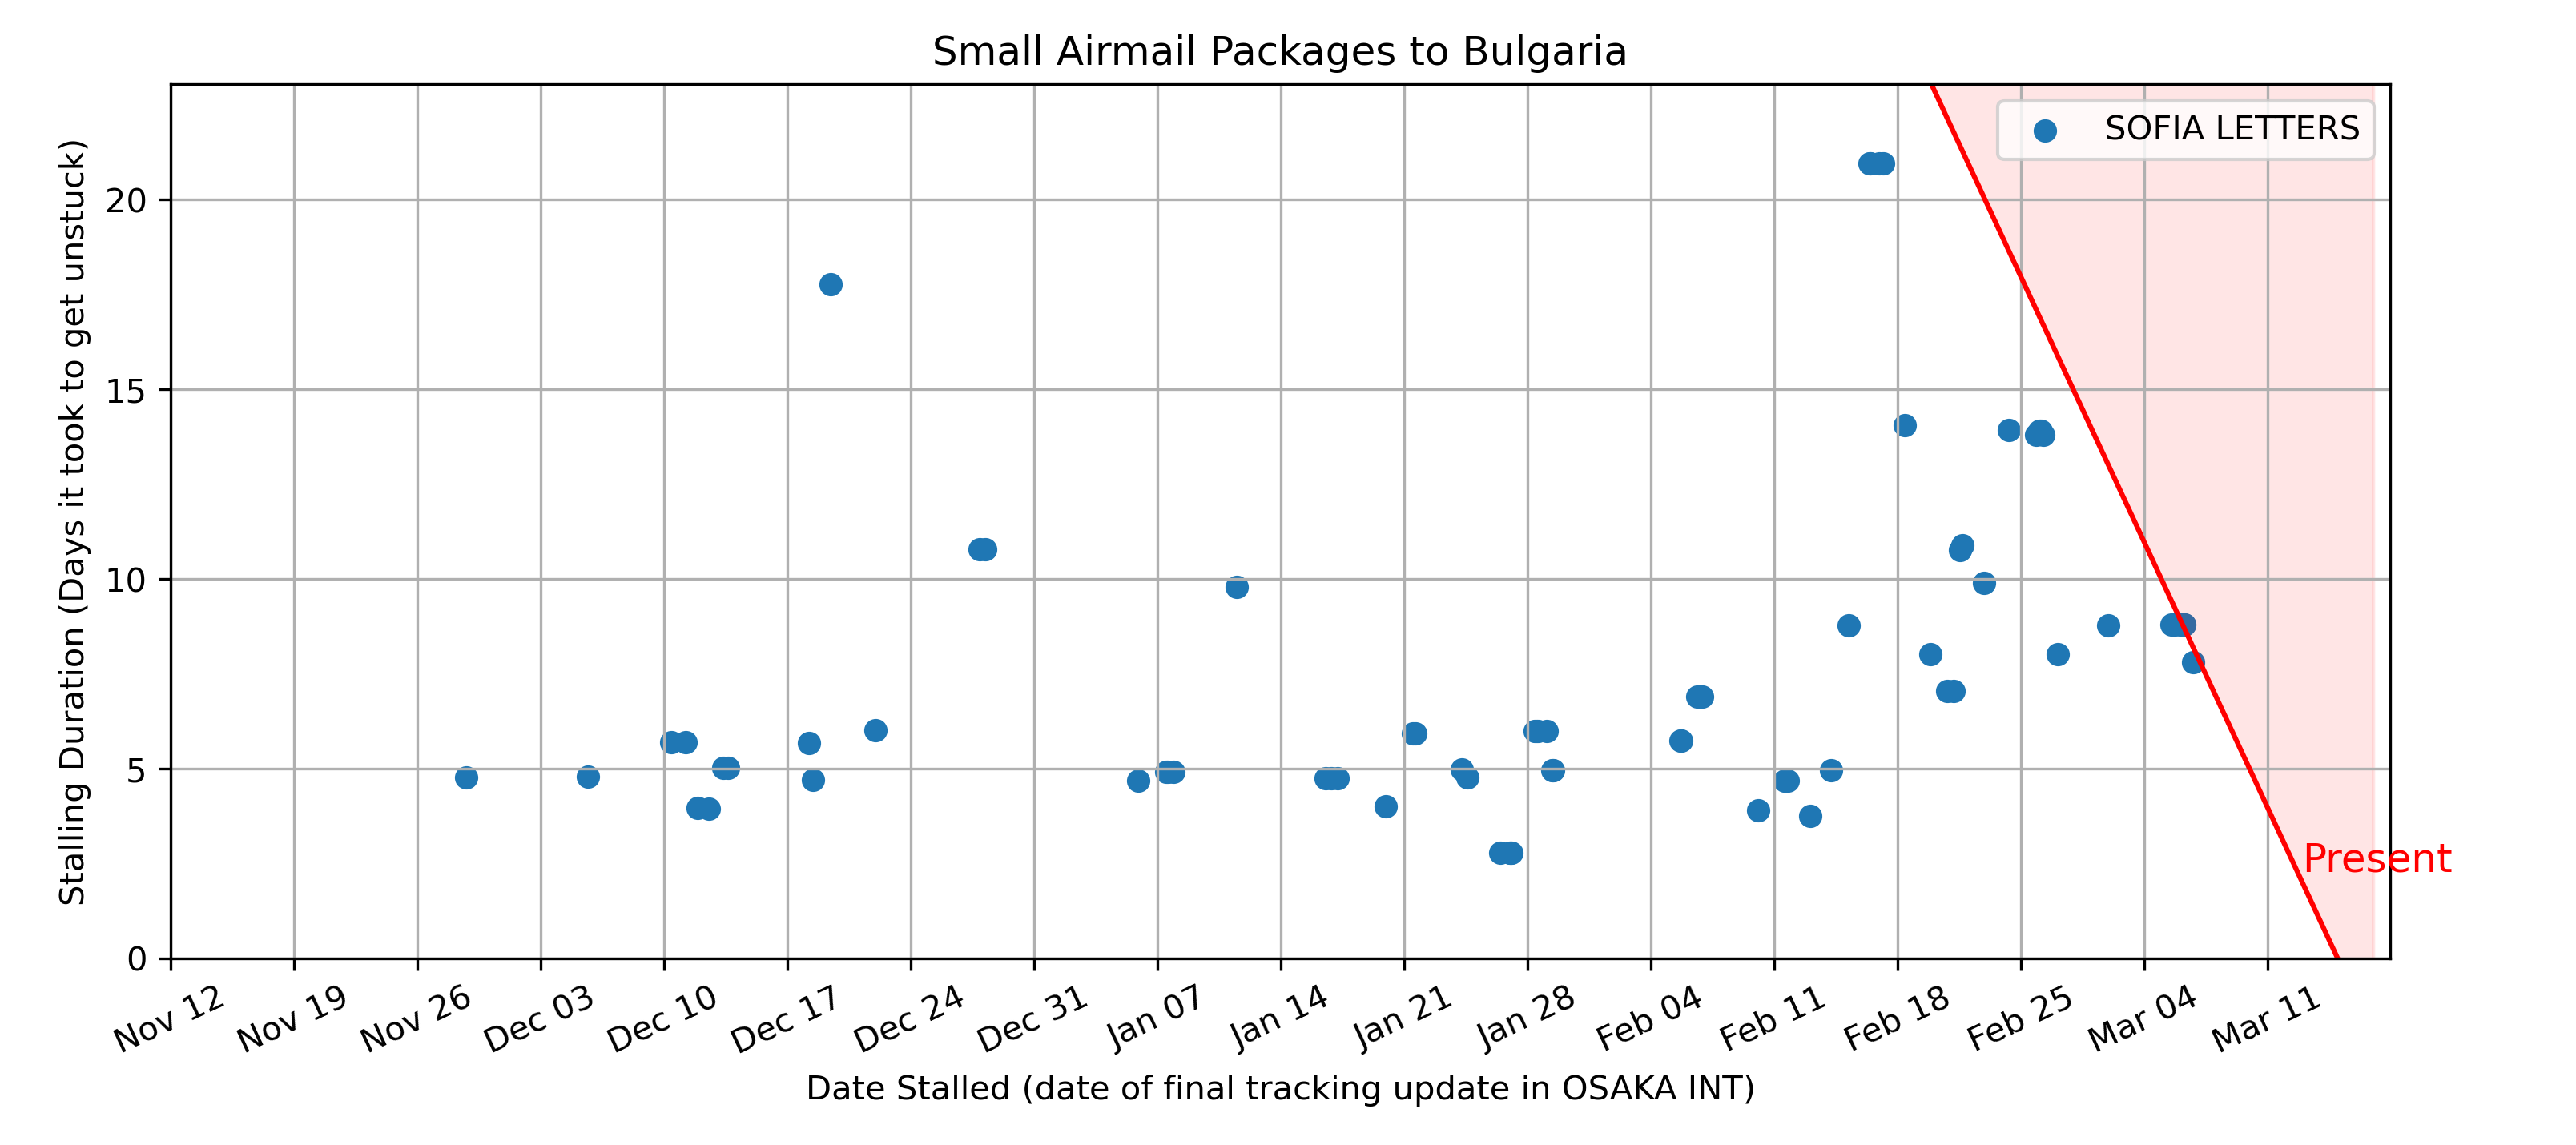 Small Airmail Packages to Bulgaria
SOFIA LETTERS
Stalling Duration (Days it took to get unstuck)
20
15
10
5
0
Present
Nov 12 Nov 19 Nov 26 Dec 03 Dec 10 Dec 17 Dec 24 Dec 31 Jan 07 Jan 14 Jan 21 Jan 28 Feb 04 Feb 11 Feb 18 Feb 25 Mar 04 Mar 11
Date Stalled (date of final tracking update in OSAKA INT)